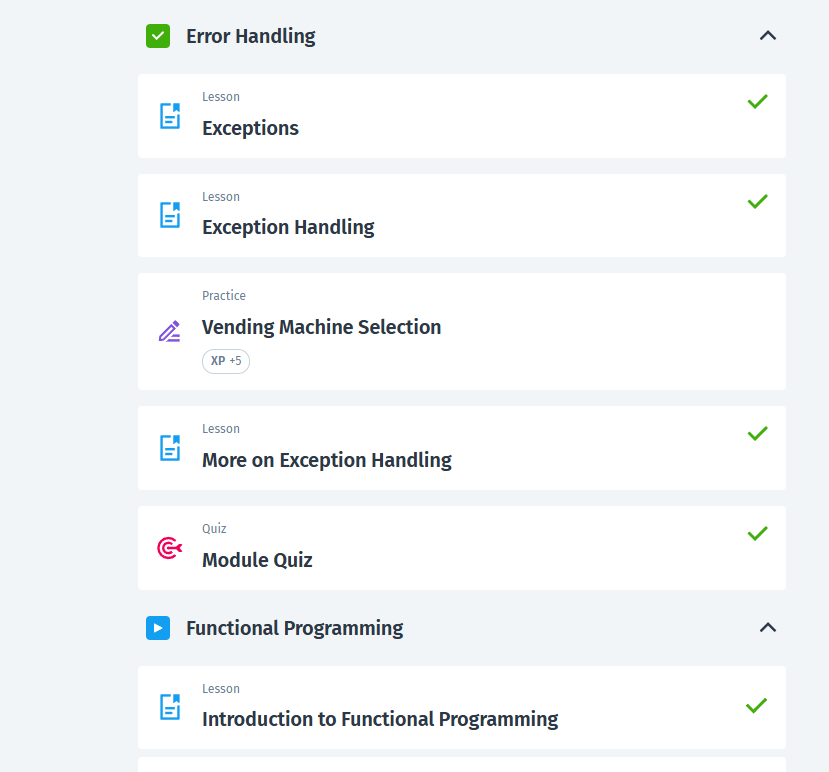 Error Handling
Lesson
Exceptions
Lesson
Exception Handling
Practice
Vending Machine Selection
XP +5
Lesson
More on Exception Handling
Quiz
Module Quiz
Functional Programming
Lesson
Introduction to Functional Programming